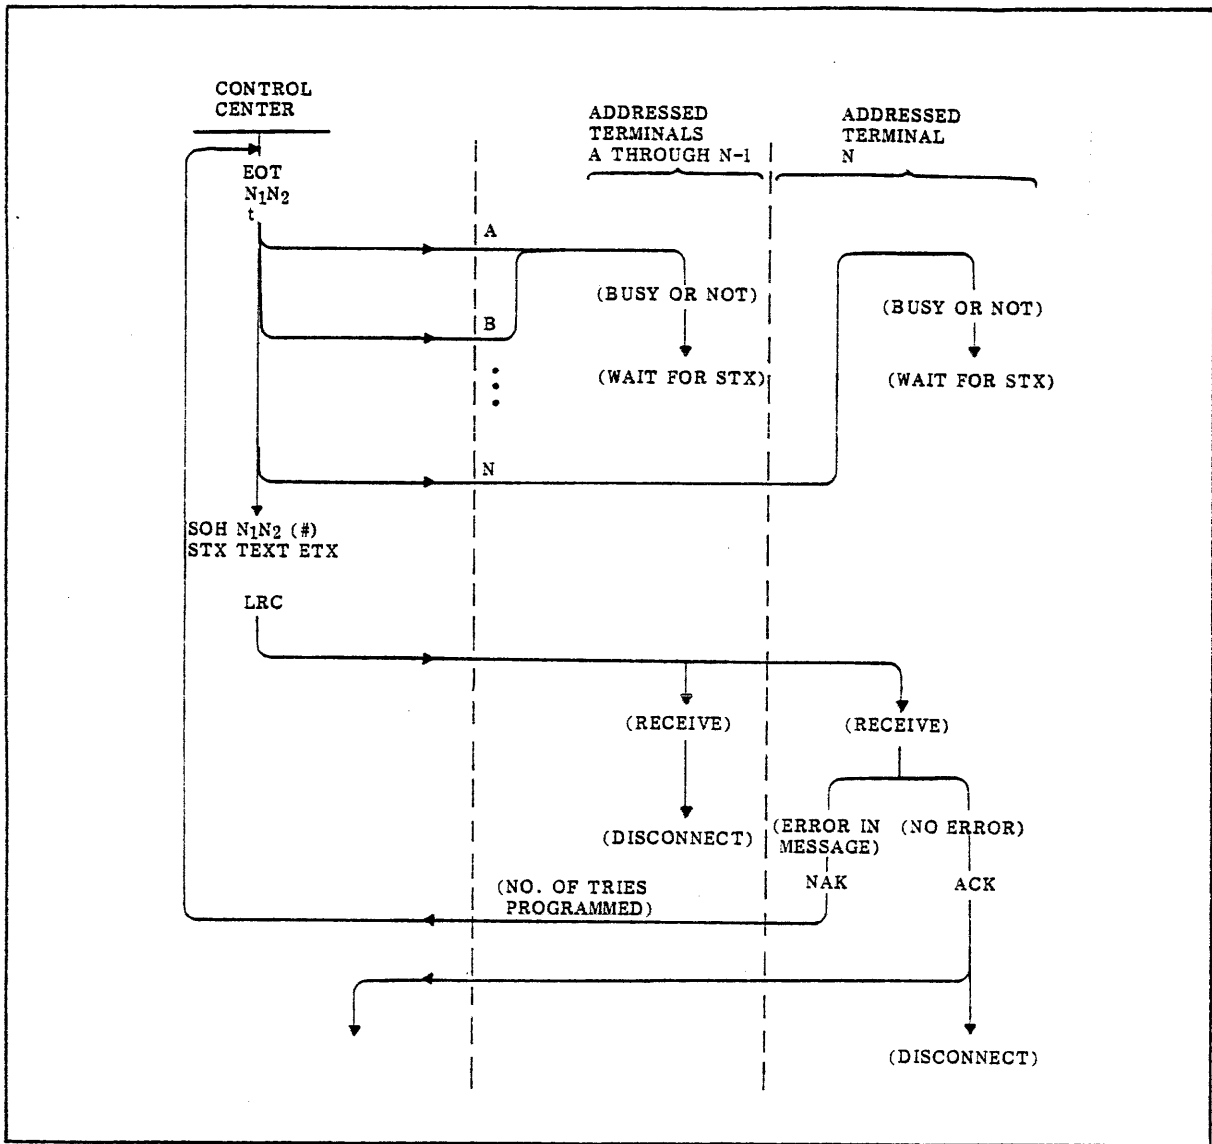 CONTROL
CENTER
ADDRESSED
TERMINALS
A THROUGH N-1
ADDRESSED
TERMINAL
N
EOT
N1N2
t
A
(BUSY OR NOT)
(BUSY OR NOT)
B
(WAIT FOR STX)
(WAIT FOR STX)
N
SOH N1N2 (#)
STX TEXT ETX
LRC
(RECEIVE)
(RECEIVE)
(DISCONNECT)
(ERROR IN
MESSAGE)
(NO ERROR)
NAK
ACK
(NO. OF TRIES
PROGRAMMED)
(DISCONNECT)